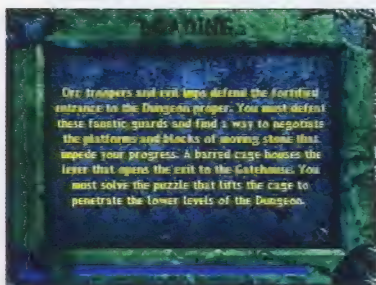 LOADING...
Orc troopers and evil imps defend the fortified
entrance to the Dungeon proper. You must defeat
these fanatic guards and find a way to negotiate
the platforms and blocks of moving stone that
impede your progress. A barred cage houses the
lever that opens the exit to the Gatehouse. You
must solve the puzzle that lifts the cage to
penetrate the lower levels of the Dungeon.